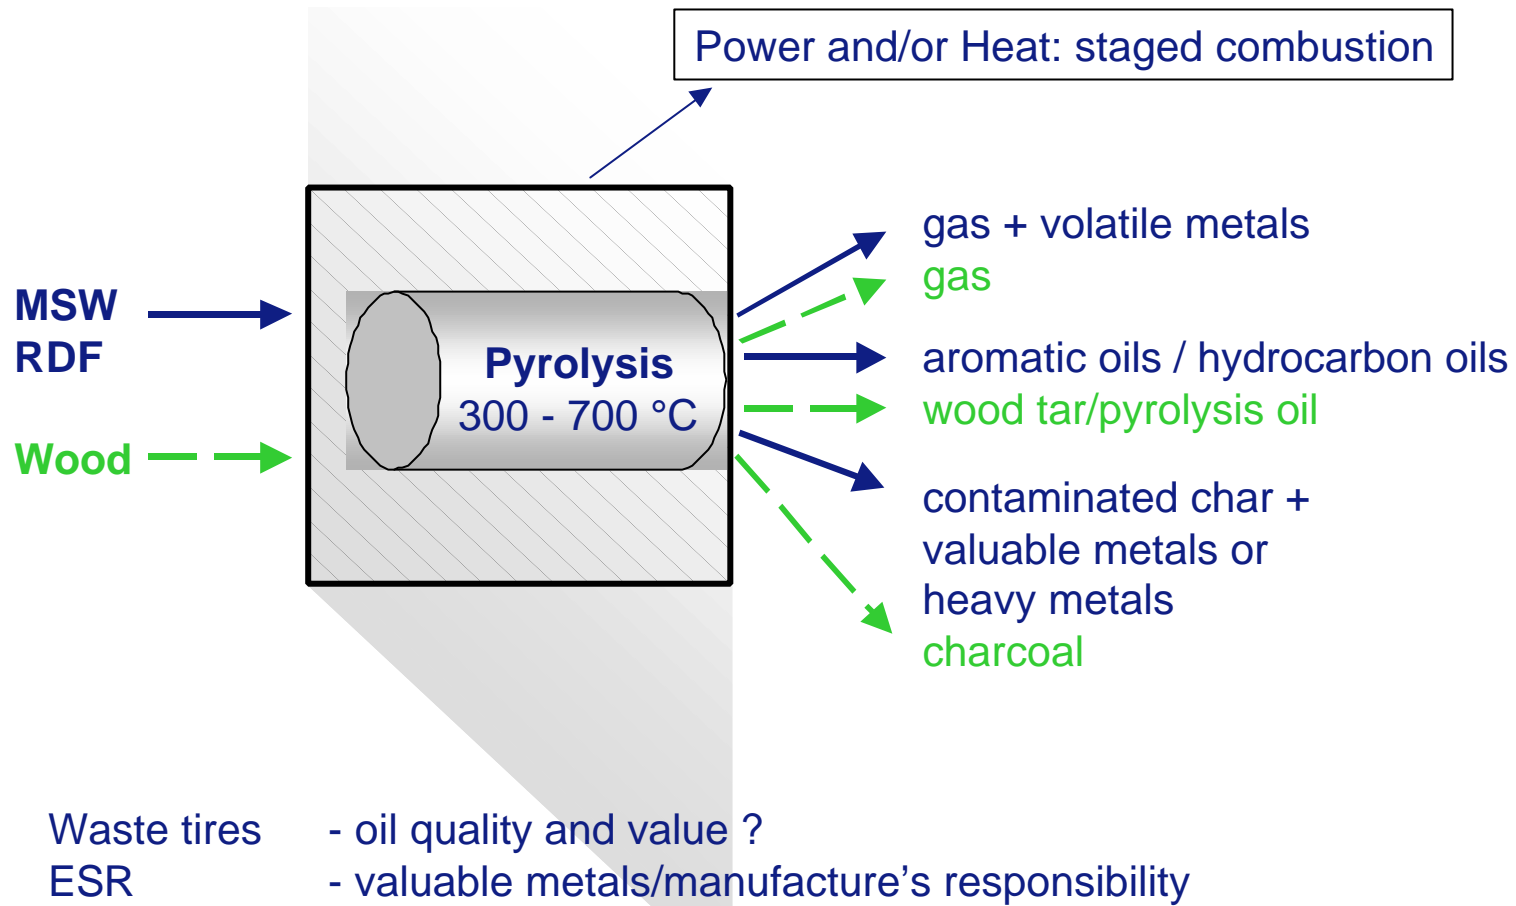 Power and/or Heat: staged combustion
MSW
RDF
Wood
Pyrolysis
300 - 700 °C
gas + volatile metals
gas
aromatic oils / hydrocarbon oils
wood tar/pyrolysis oil
contaminated char +
valuable metals or
heavy metals
charcoal
Waste tires - oil quality and value ?
ESR - valuable metals/manufacture's responsibility